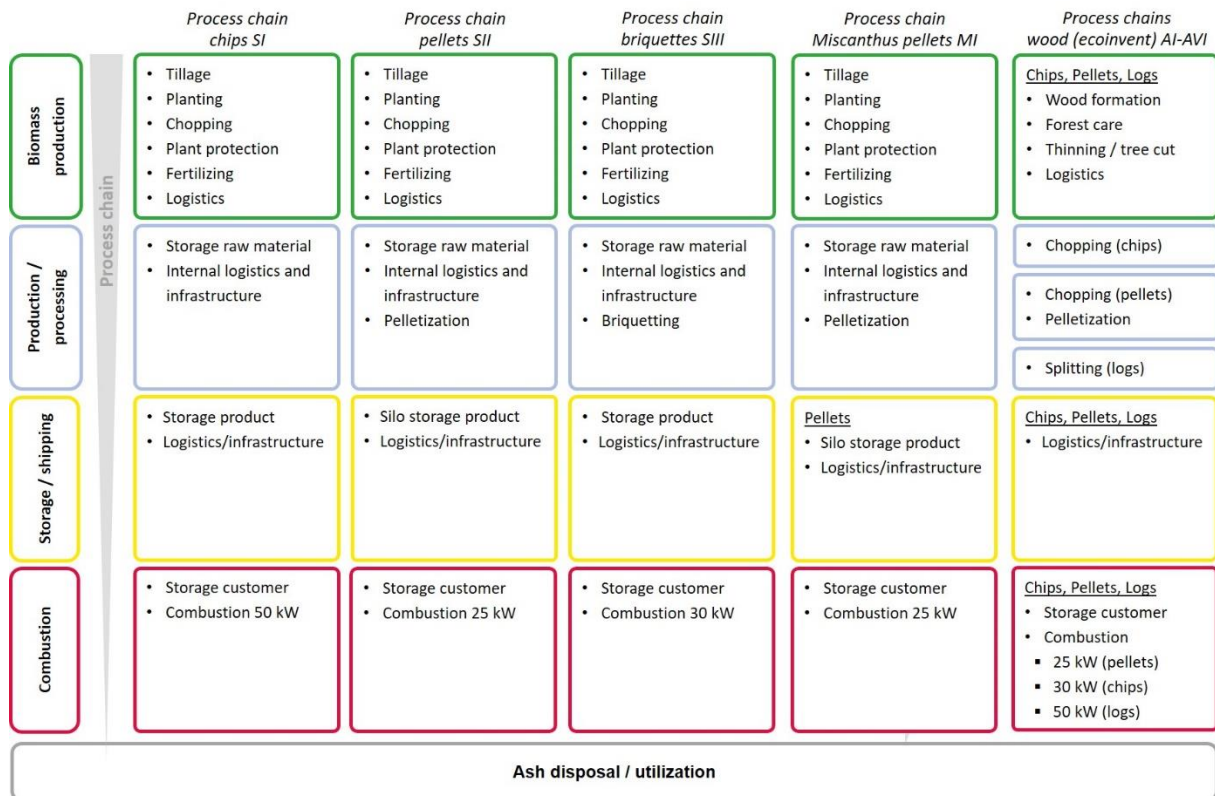 Process chain
chips SI
Process chain
pellets SII
Process chain
briquettes SIII
Process chain
Miscanthus pellets MI
Process chains
wood (ecoinvent) AI-AVI
Process chain
Biomass
production
• Tillage
• Planting
• Chopping
• Plant protection
• Fertilizing
• Logistics
• Tillage
• Planting
• Chopping
• Plant protection
• Fertilizing
• Logistics
• Tillage
• Planting
• Chopping
• Plant protection
• Fertilizing
• Logistics
• Tillage
• Planting
• Chopping
• Plant protection
• Fertilizing
• Logistics
Chips, Pellets, Logs
• Wood formation
• Forest care
• Thinning / tree cut
• Logistics
Production /
processing
• Storage raw material
• Internal logistics and
infrastructure
• Storage raw material
• Internal logistics and
infrastructure
• Pelletization
• Storage raw material
• Internal logistics and
infrastructure
• Briquetting
• Storage raw material
• Internal logistics and
infrastructure
• Pelletization
• Chopping (chips)
• Chopping (pellets)
• Pelletization
• Splitting (logs)
Storage / shipping
• Storage product
• Logistics/infrastructure
• Silo storage product
• Logistics/infrastructure
• Storage product
• Logistics/infrastructure
Pellets
• Silo storage product
• Logistics/infrastructure
Chips, Pellets, Logs
• Logistics/infrastructure
Combustion
• Storage customer
• Combustion 50 kW
• Storage customer
• Combustion 25 kW
• Storage customer
• Combustion 30 kW
• Storage customer
• Combustion 25 kW
Chips, Pellets, Logs
• Storage customer
• Combustion
▪ 25 kW (pellets)
▪ 30 kW (chips)
▪ 50 kW (logs)
Ash disposal / utilization